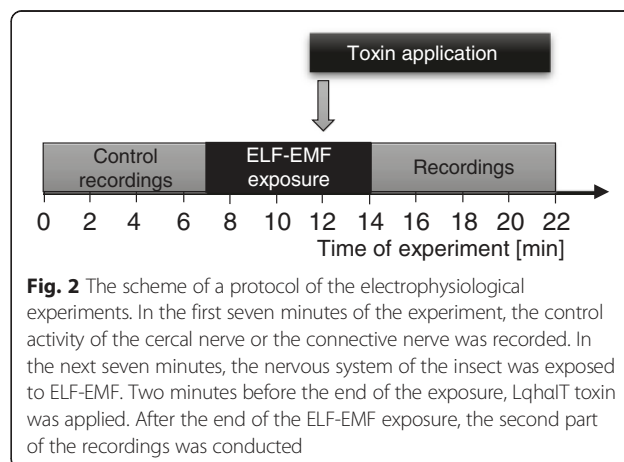 Toxin application
Control
recordings
ELF-EMF
exposure
Recordings
0 2 4 6 8 10 12 14 16 18 20 22
Time of experiment [min]
Fig. 2 The scheme of a protocol of the electrophysiological
experiments. In the first seven minutes of the experiment, the control
activity of the cercal nerve or the connective nerve was recorded. In
the next seven minutes, the nervous system of the insect was exposed
to ELF-EMF. Two minutes before the end of the exposure, LqhαIT toxin
was applied. After the end of the ELF-EMF exposure, the second part
of the recordings was conducted